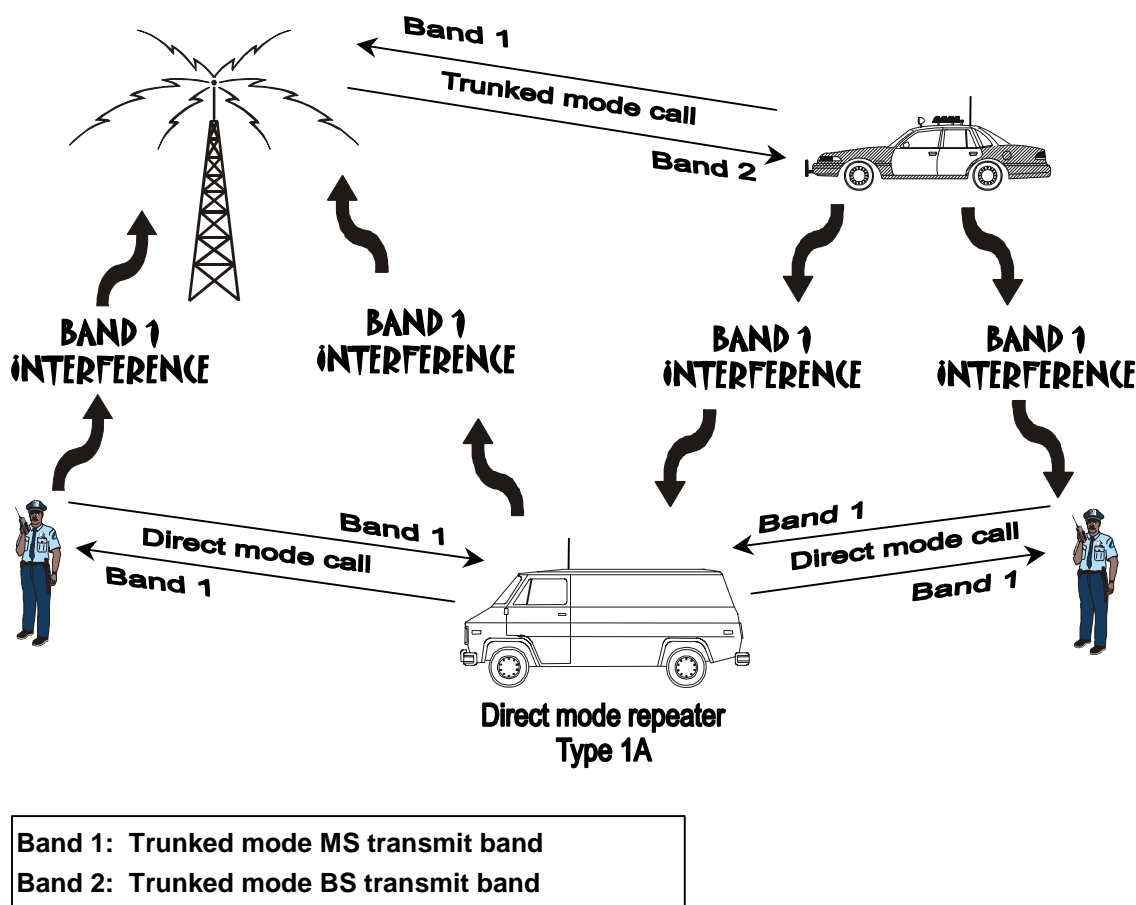 Band 1
Trunked mode call
Band 2
BAND 1
INTERFERENCE
BAND 1
INTERFERENCE
BAND 1
INTERFERENCE
BAND 1
INTERFERENCE
Band 1
Direct mode call
Band 1
Band 1
Direct mode call
Band 1
Direct mode repeater
Type 1A
Band 1: Trunked mode MS transmit band
Band 2: Trunked mode BS transmit band